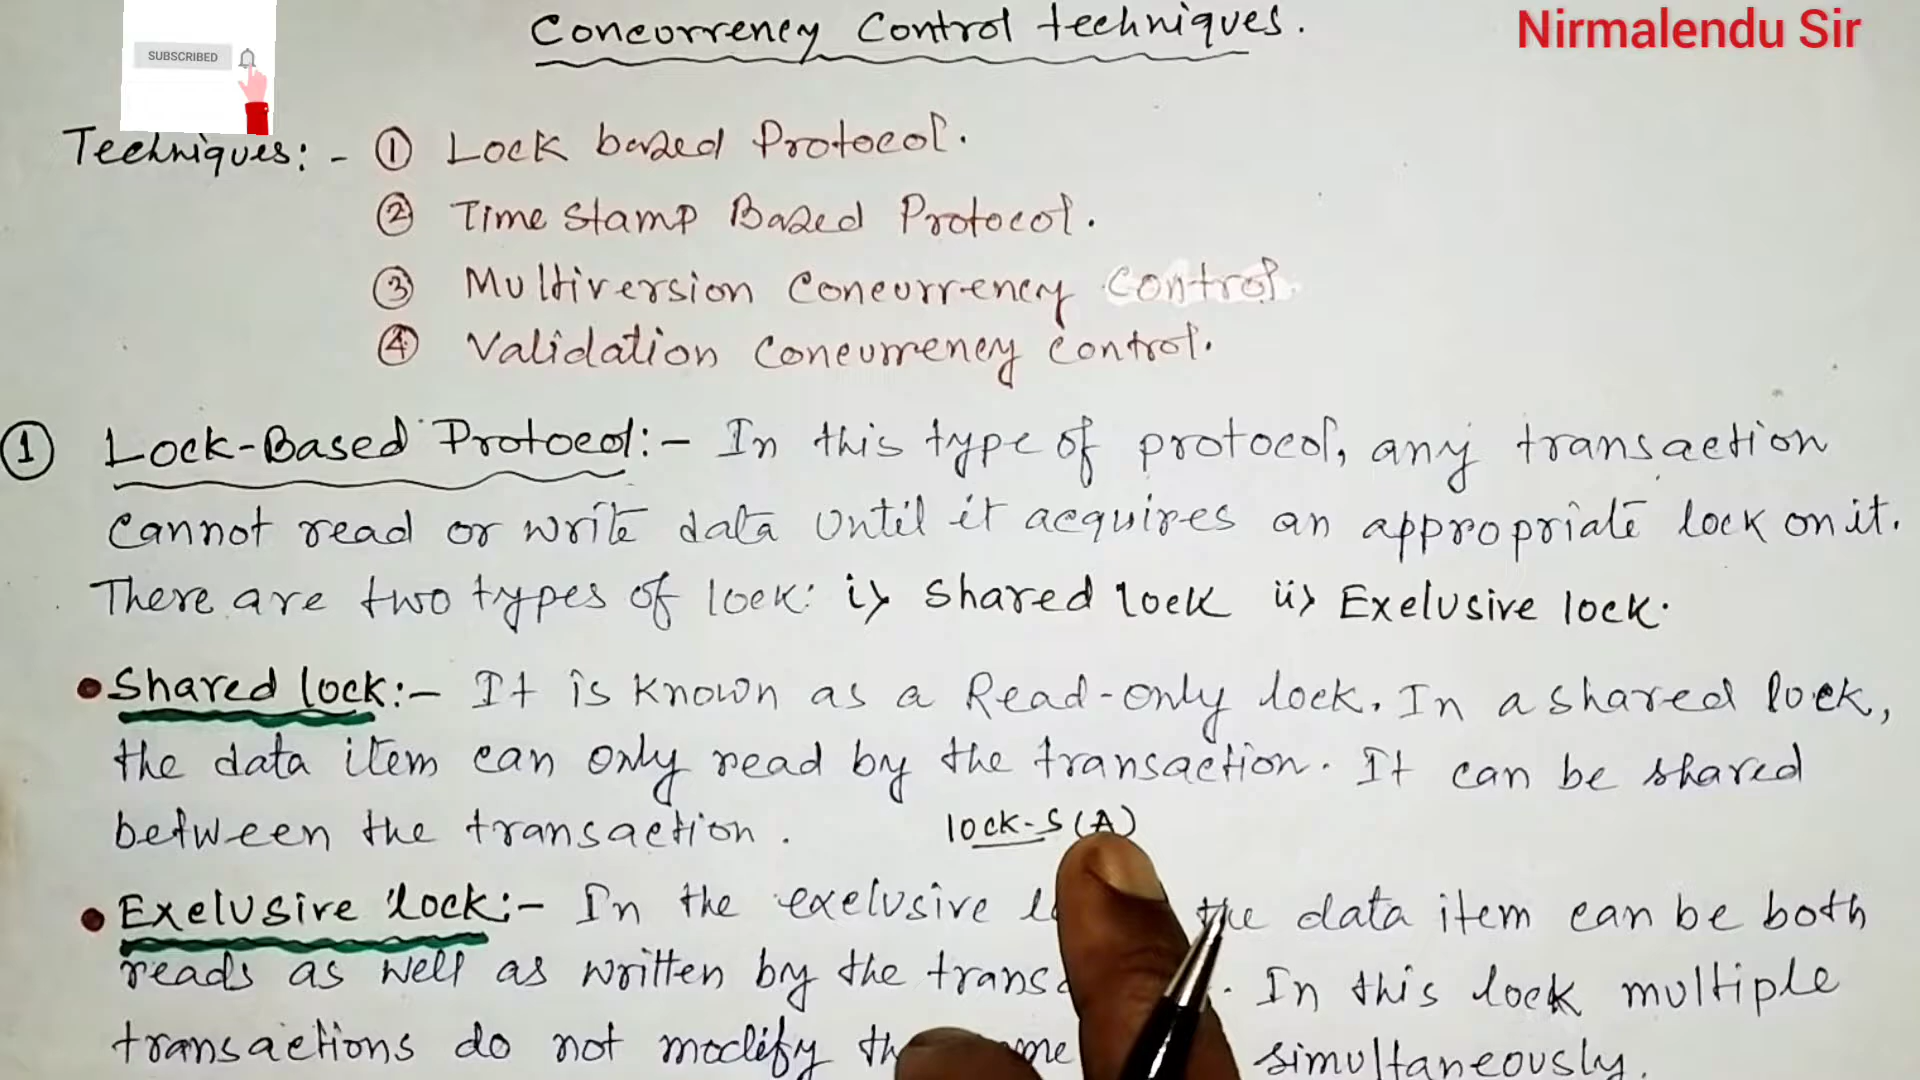 Concurrency Control techniques.
Nirmalendu Sir
SUBSCRIBED
Techniques: - ① Lock based Protocol.
② Time Stamp Based Protocol.
③ Multiversion Concurrency Control
④ Validation Concurrency Control.
① Lock-Based Protocol:- In this type of protocol, any transaction
cannot read or write data until it acquires an appropriate lock on it.
There are two types of lock: i> Shared lock ii> Exclusive lock.
• Shared lock:- It is known as a Read-only lock. In a shared lock,
the data item can only read by the transaction. It can be shared
between the transaction. lock-S(A)
• Exclusive lock:- In the exclusive the data item can be both
reads as well as written by the . In this lock multiple
transactions do not modify simultaneously.